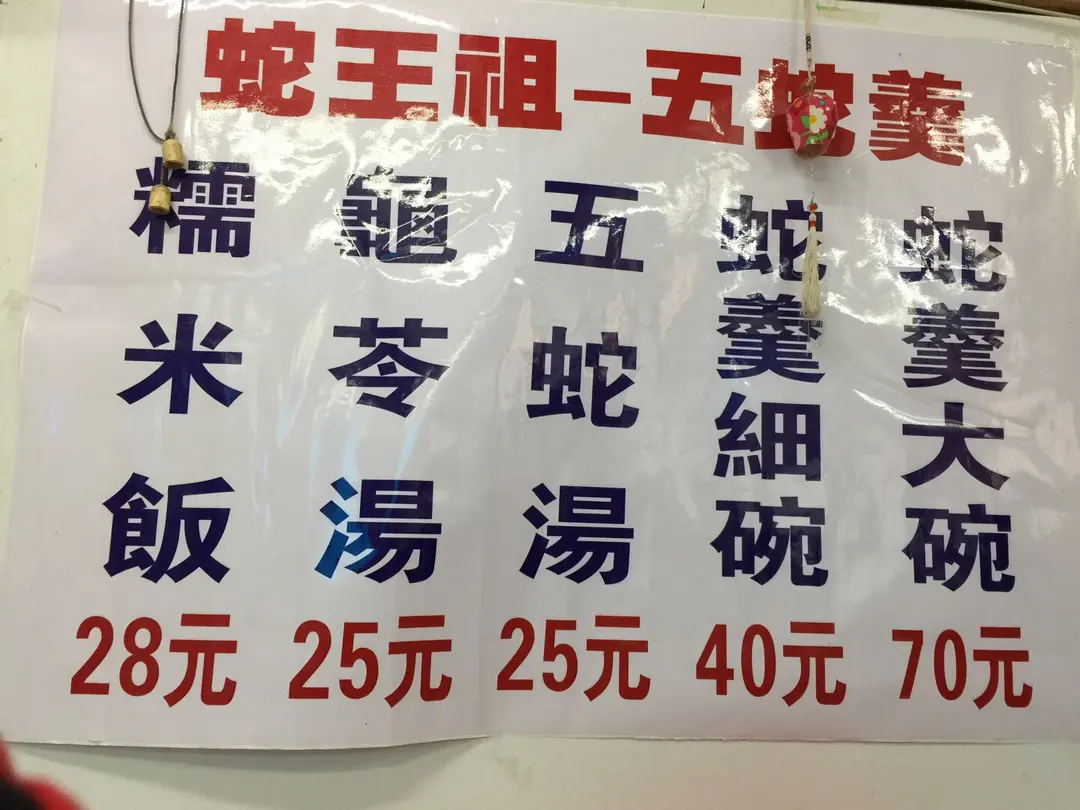 蛇王祖－五蛇羹
蛇羹大碗
70元
蛇羹細碗
40元
五蛇湯
25元
龜苓湯
25元
糯米飯
28元